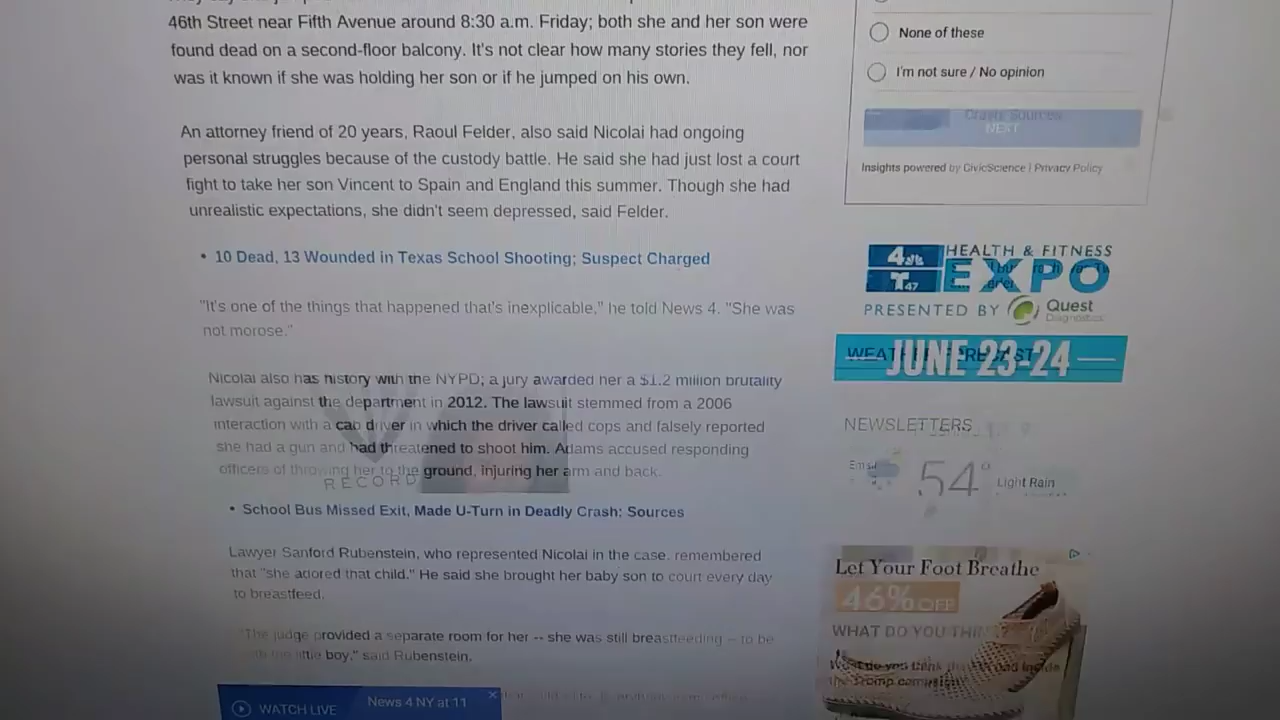 46th Street near Fifth Avenue around 8:30 a.m. Friday; both she and her son were
found dead on a second-floor balcony. It's not clear how many stories they fell, nor
was it known if she was holding her son or if he jumped on his own.
An attorney friend of 20 years, Raoul Felder, also said Nicolai had ongoing
personal struggles because of the custody battle. He said she had just lost a court
fight to take her son Vincent to Spain and England this summer. Though she had
unrealistic expectations, she didn't seem depressed, said Felder.
• 10 Dead, 13 Wounded in Texas School Shooting; Suspect Charged
"It's one of the things that happened that's inexplicable," he told News 4. "She was
not morose."
Nicolai also has history with the NYPD; a jury awarded her a $1.2 million brutality
lawsuit against the department in 2012. The lawsuit stemmed from a 2006
interaction with a cab driver in which the driver called cops and falsely reported
she had a gun and had threatened to shoot him. Adams accused responding
officers of throwing her to the ground, injuring her arm and back.
RECORD
• School Bus Missed Exit, Made U-Turn in Deadly Crash: Sources
Lawyer Sanford Rubenstein, who represented Nicolai in the case, remembered
that "she adored that child." He said she brought her baby son to court every day
to breastfeed.
"The judge provided a separate room for her -- she was still breastfeeding -- to be
little boy," said Rubenstein.
WATCH LIVE
News 4 NY at 11
None of these
I'm not sure / No opinion
Crash: Sources
NEXT
Insights powered by CivicScience | Privacy Policy
4
47
HEALTH & FITNESS
EXPO
PRESENTED BY Quest
Diagnostics
JUNE 23-24
WEATHER FORECAST
NEWSLETTERS
Email
54°
Light Rain
Let Your Foot Breathe
46% OFF
WHAT DO YOU THINK?